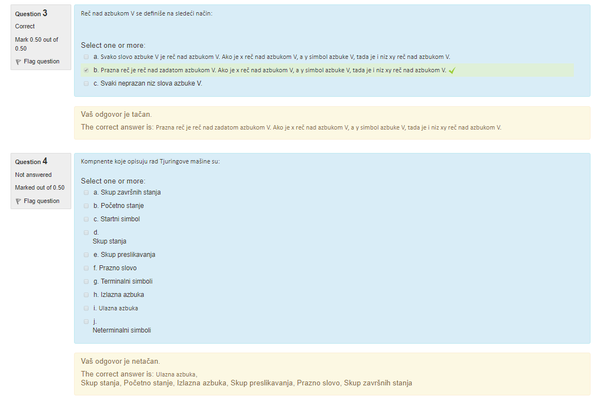 Question 3
Correct
Mark 0.50 out of
0.50
Flag question
Reč nad azbukom V se definiše na sledeći način:
Select one or more:
a. Svako slovo azbuke V je reč nad azbukom V. Ako je x reč nad azbukom V, a y simbol azbuke V, tada je i niz xy reč nad azbukom V.
b. Prazna reč je reč nad zadatom azbukom V. Ako je x reč nad azbukom V, a y simbol azbuke V, tada je i niz xy reč nad azbukom V.
c. Svaki neprazan niz slova azbuke V.
Vaš odgovor je tačan.
The correct answer is: Prazna reč je reč nad zadatom azbukom V. Ako je x reč nad azbukom V, a y simbol azbuke V, tada je i niz xy reč nad azbukom V.
Question 4
Not answered
Marked out of 0.50
Flag question
Kompnente koje opisuju rad Tjuringove mašine su:
Select one or more:
a. Skup završnih stanja
b. Početno stanje
c. Startni simbol
d.
Skup stanja
e. Skup preslikavanja
f. Prazno slovo
g. Terminalni simboli
h. Izlazna azbuka
i. Ulazna azbuka
j.
Neterminalni simboli
Vaš odgovor je netačan.
The correct answer is: Ulazna azbuka,
Skup stanja, Početno stanje, Izlazna azbuka, Skup preslikavanja, Prazno slovo, Skup završnih stanja